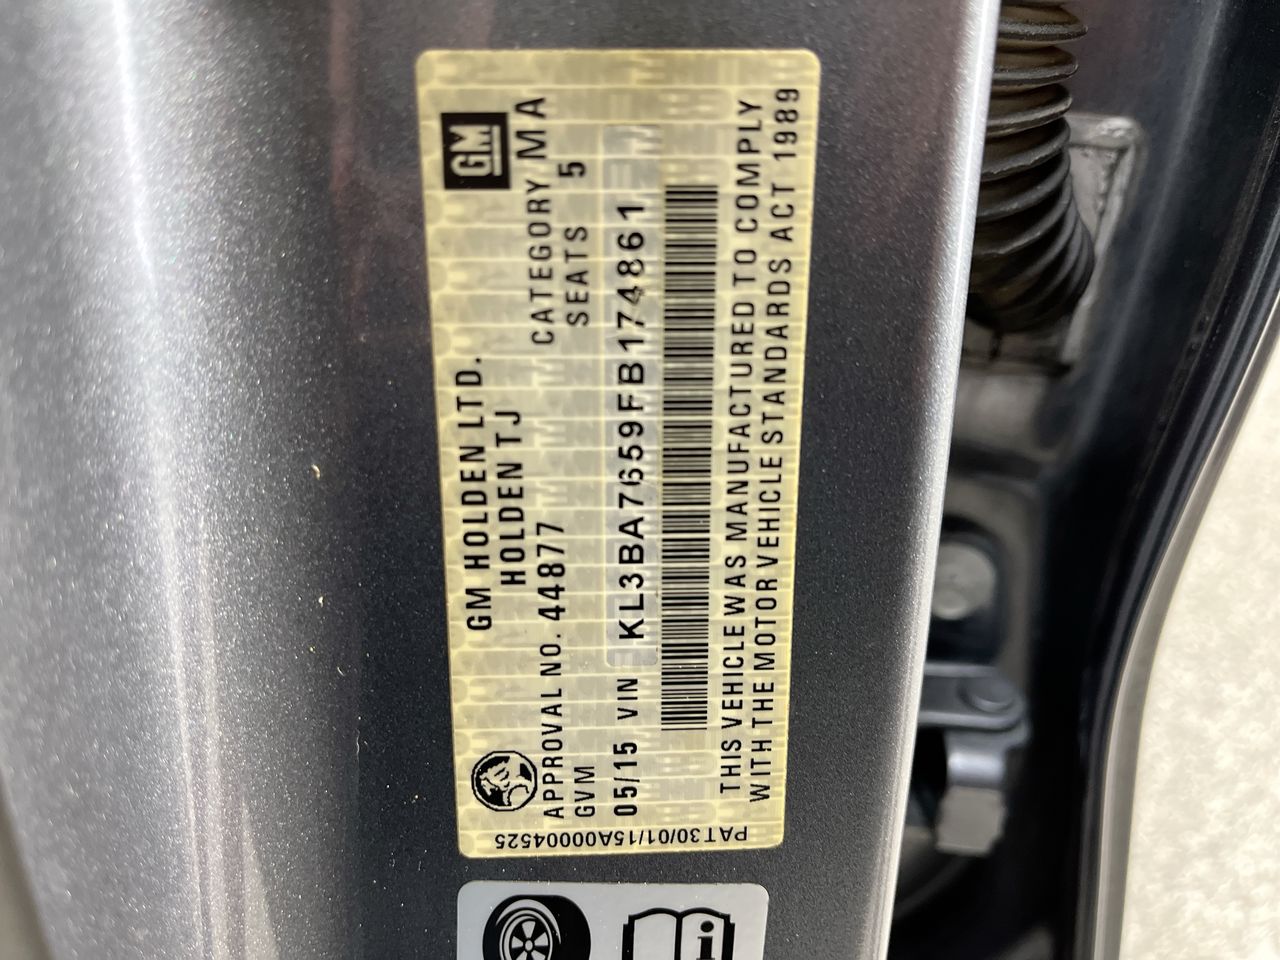 GM
GM HOLDEN LTD.
HOLDEN TJ
APPROVAL NO. 44877
CATEGORY MA
GVM
SEATS 5
05/15 VIN KL3BA7659FB174861
THIS VEHICLE WAS MANUFACTURED TO COMPLY
WITH THE MOTOR VEHICLE STANDARDS ACT 1989
PAT30/01/15A00004525
i